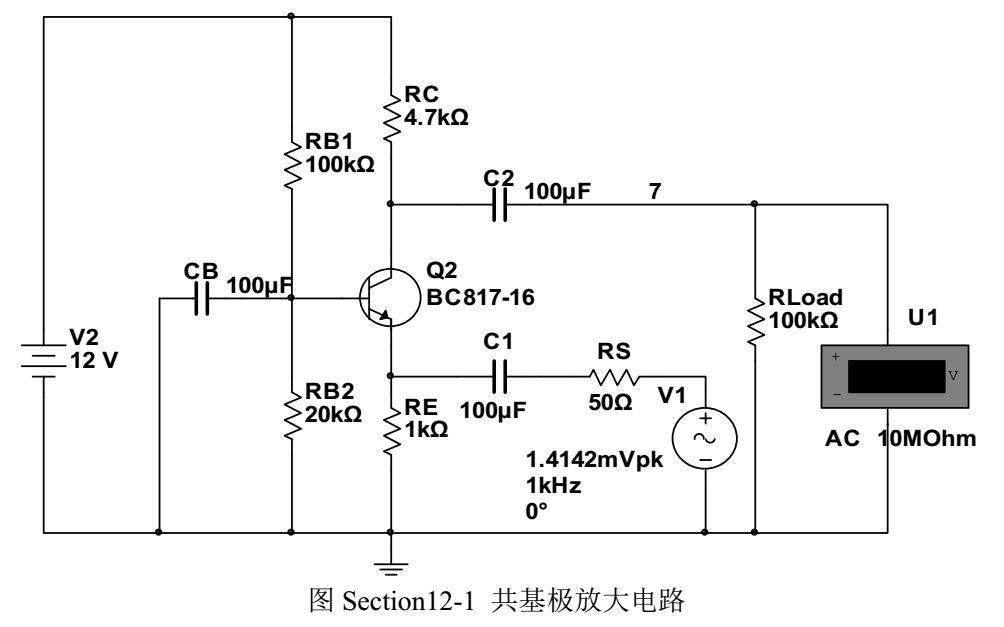 RC
4.7kΩ
RB1
100kΩ
C2
100µF
7
CB
100µF
Q2
BC817-16
RLoad
100kΩ
U1
+
V
−
AC 10MOhm
V2
12 V
C1
100µF
RS
50Ω
V1
+
−
RB2
20kΩ
RE
1kΩ
1.4142mVpk
1kHz
0°
图 Section12-1 共基极放大电路